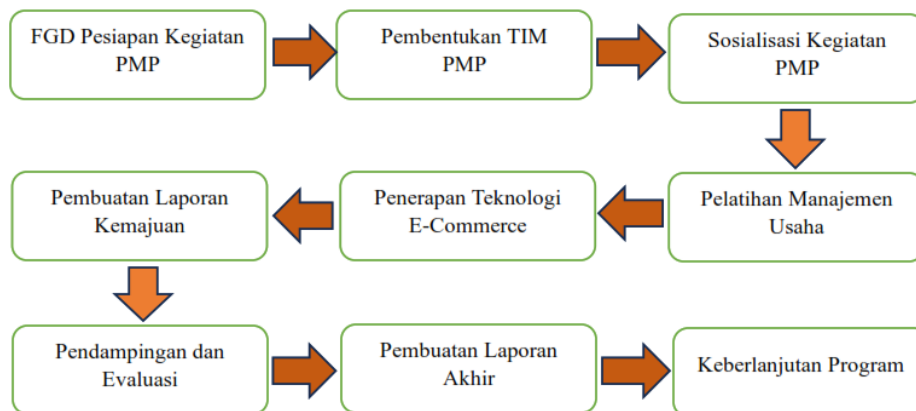 FGD Pesiapan Kegiatan
PMP
Pembentukan TIM
PMP
Sosialisasi Kegiatan
PMP
Pelatihan Manajemen
Usaha
Penerapan Teknologi
E-Commerce
Pembuatan Laporan
Kemajuan
Pendampingan dan
Evaluasi
Pembuatan Laporan
Akhir
Keberlanjutan Program